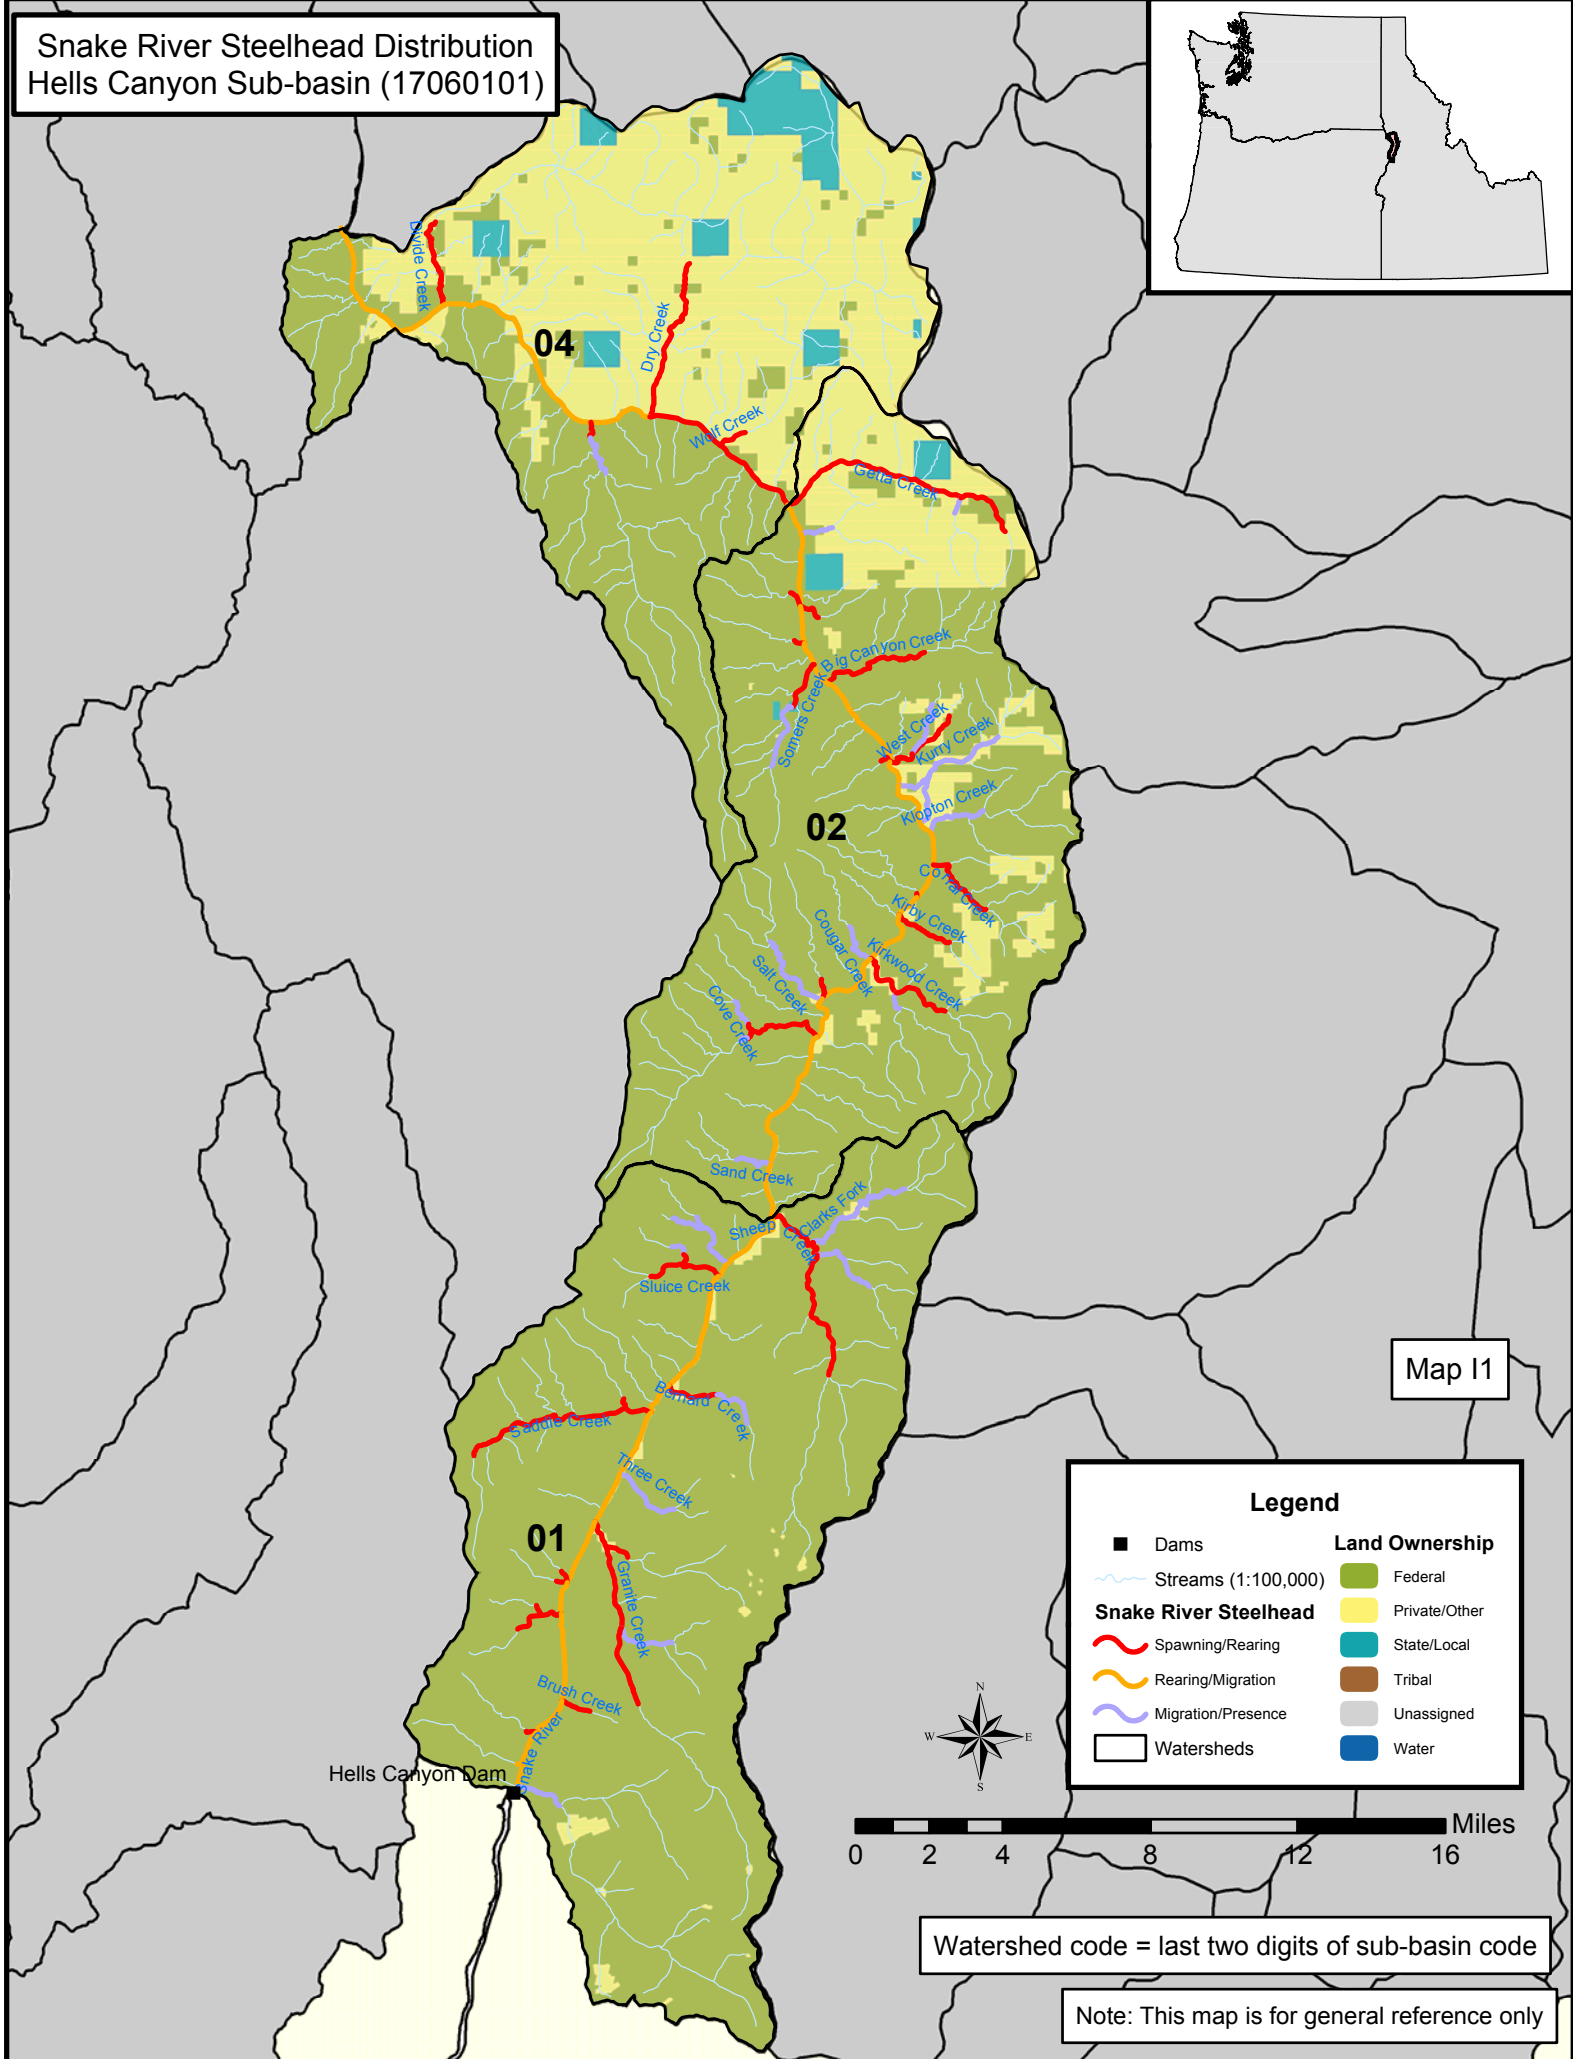 Snake River Steelhead Distribution
Hells Canyon Sub-basin (17060101)
Divide Creek
04
Dry Creek
Wolf Creek
Getta Creek
Big Canyon Creek
Somers Creek
West Creek
Kurry Creek
Klopton Creek
02
Corral Creek
Kirby Creek
Cougar Creek
Kirkwood Creek
Salt Creek
Cove Creek
Sand Creek
Clarks Fork
Sheep Creek
Sluice Creek
Map I1
Bernard Creek
Saddle Creek
Three Creek
01
Granite Creek
Brush Creek
Snake River
Hells Canyon Dam
Legend
Dams
Streams (1:100,000)
Snake River Steelhead
Spawning/Rearing
Rearing/Migration
Migration/Presence
Watersheds
Land Ownership
Federal
Private/Other
State/Local
Tribal
Unassigned
Water
N
W
E
S
Miles
0 2 4 8 12 16
Watershed code = last two digits of sub-basin code
Note: This map is for general reference only